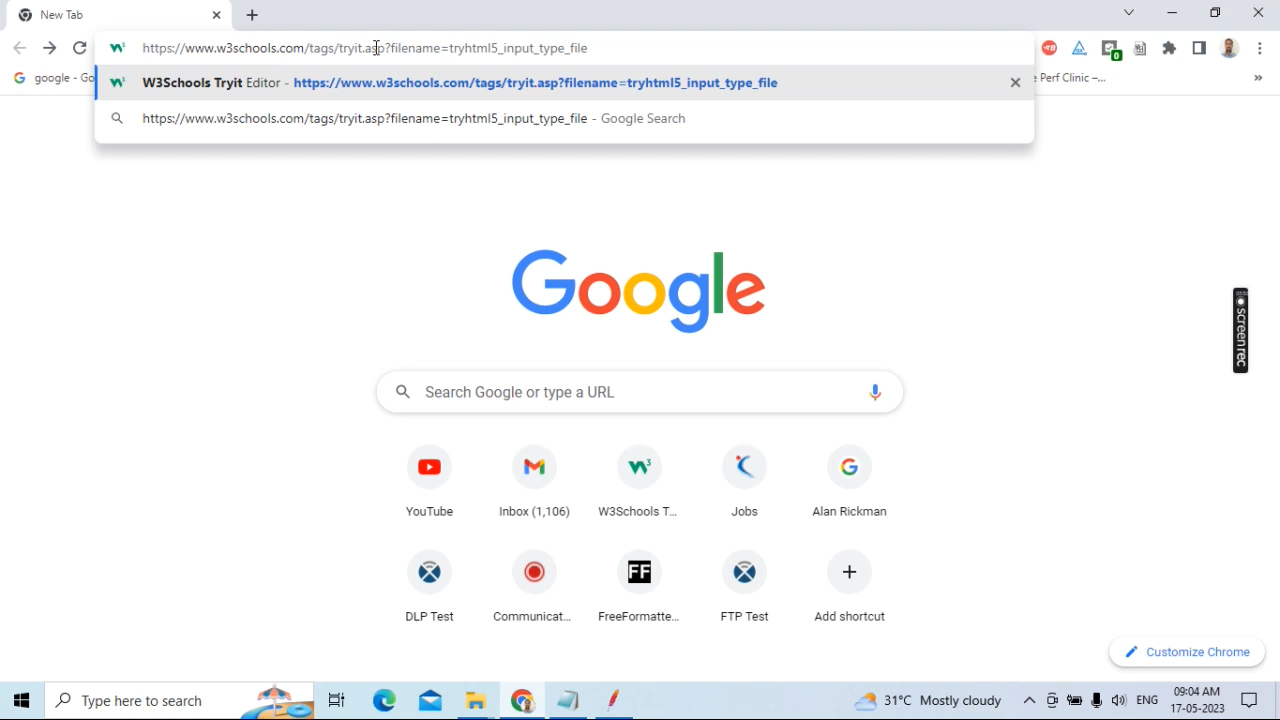 New Tab
https://www.w3schools.com/tags/tryit.asp?filename=tryhtml5_input_type_file
W3Schools Tryit Editor - https://www.w3schools.com/tags/tryit.asp?filename=tryhtml5_input_type_file
https://www.w3schools.com/tags/tryit.asp?filename=tryhtml5_input_type_file - Google Search
google - Go
Perf Clinic –...
Google
Search Google or type a URL
YouTube
Inbox (1,106)
W3Schools T...
Jobs
Alan Rickman
DLP Test
Communicat...
FreeFormatte...
FTP Test
Add shortcut
Customize Chrome
screenrec
Type here to search
31°C Mostly cloudy
ENG
09:04 AM
17-05-2023